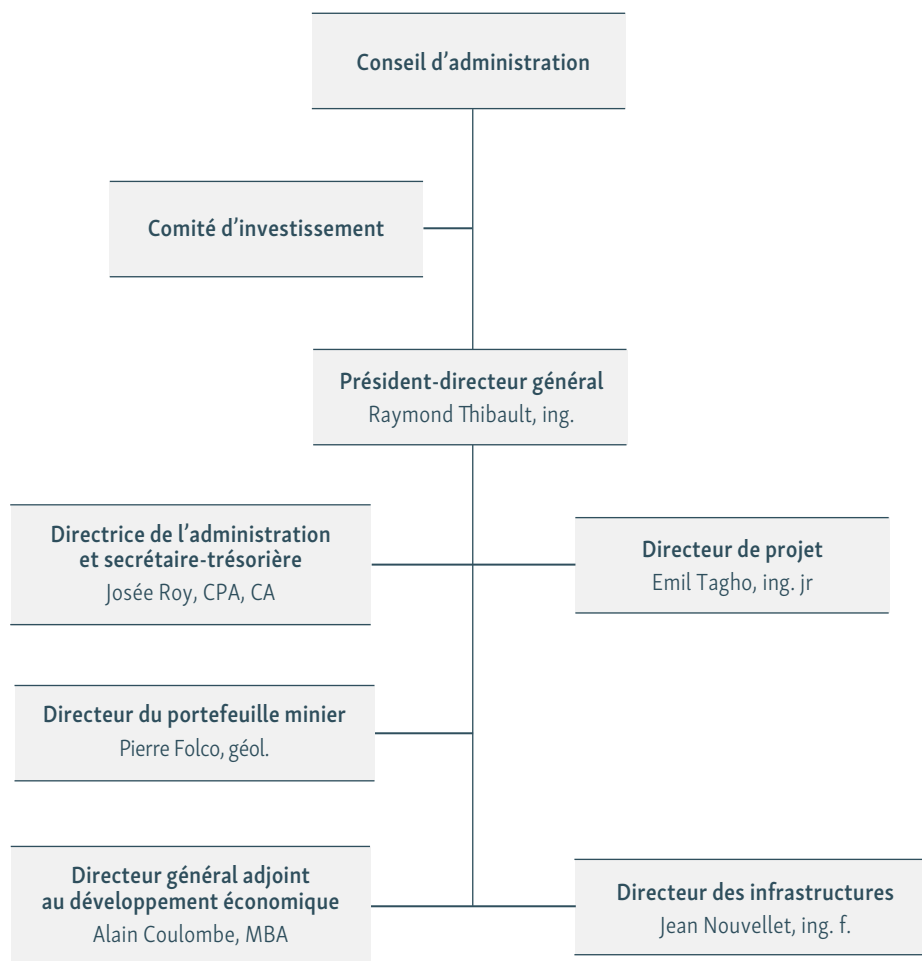 Conseil d’administration
Comité d’investissement
Président-directeur général
Raymond Thibault, ing.
Directrice de l’administration
et secrétaire-trésorière
Josée Roy, CPA, CA
Directeur de projet
Emil Tagho, ing. jr
Directeur du portefeuille minier
Pierre Folco, géol.
Directeur général adjoint
au développement économique
Alain Coulombe, MBA
Directeur des infrastructures
Jean Nouvellet, ing. f.